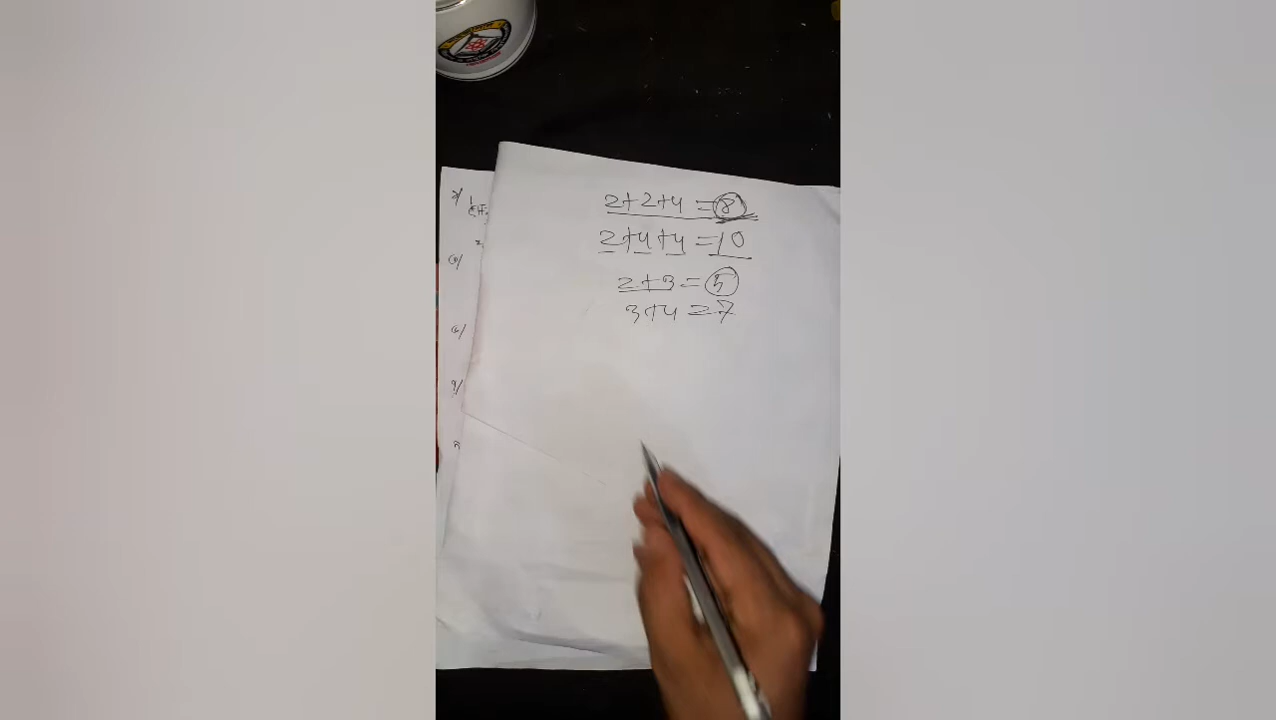 2+2+4 =8
2+4+4 =10
2+3 = 5
3+4 = 7